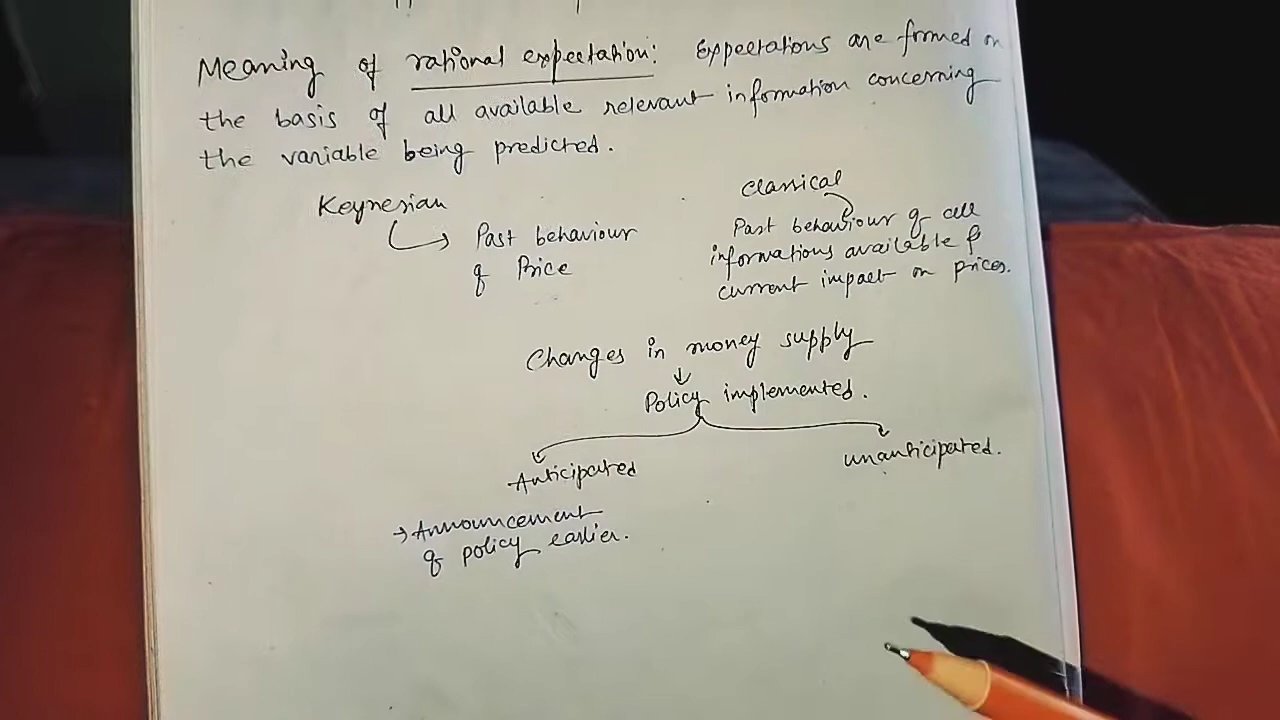 Meaning of rational expectation: Expectations are formed on
the basis of all available relevant information concerning
the variable being predicted.
Keynesian
Past behaviour
of Price
Classical
Past behaviour of all
informations available &
current impact on prices.
Changes in money supply
↓
Policy implemented.
Anticipated
unanticipated.
→ Announcement
of policy earlier.